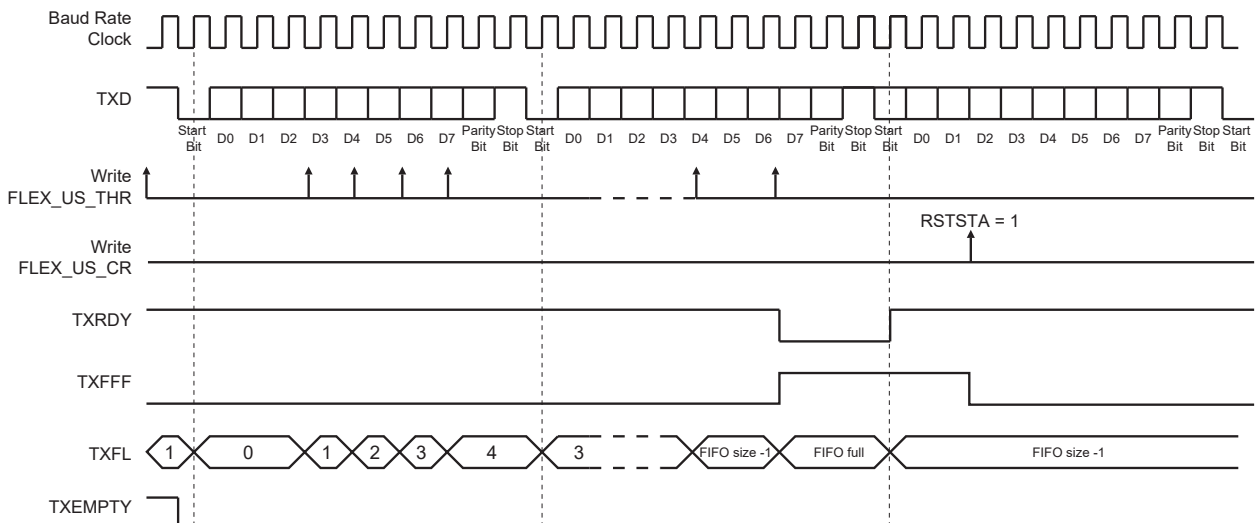 Baud Rate
Clock
TXD
Start
Bit
D0
D1
D2
D3
D4
D5
D6
D7
Parity
Bit
Stop
Bit
Start
Bit
D0
D1
D2
D3
D4
D5
D6
D7
Parity
Bit
Stop
Bit
Start
Bit
D0
D1
D2
D3
D4
D5
D6
D7
Parity
Bit
Stop
Bit
Start
Bit
Write
FLEX_US_THR
RSTSTA = 1
Write
FLEX_US_CR
TXRDY
TXFFF
TXFL
1
0
1
2
3
4
3
FIFO size -1
FIFO full
FIFO size -1
TXEMPTY